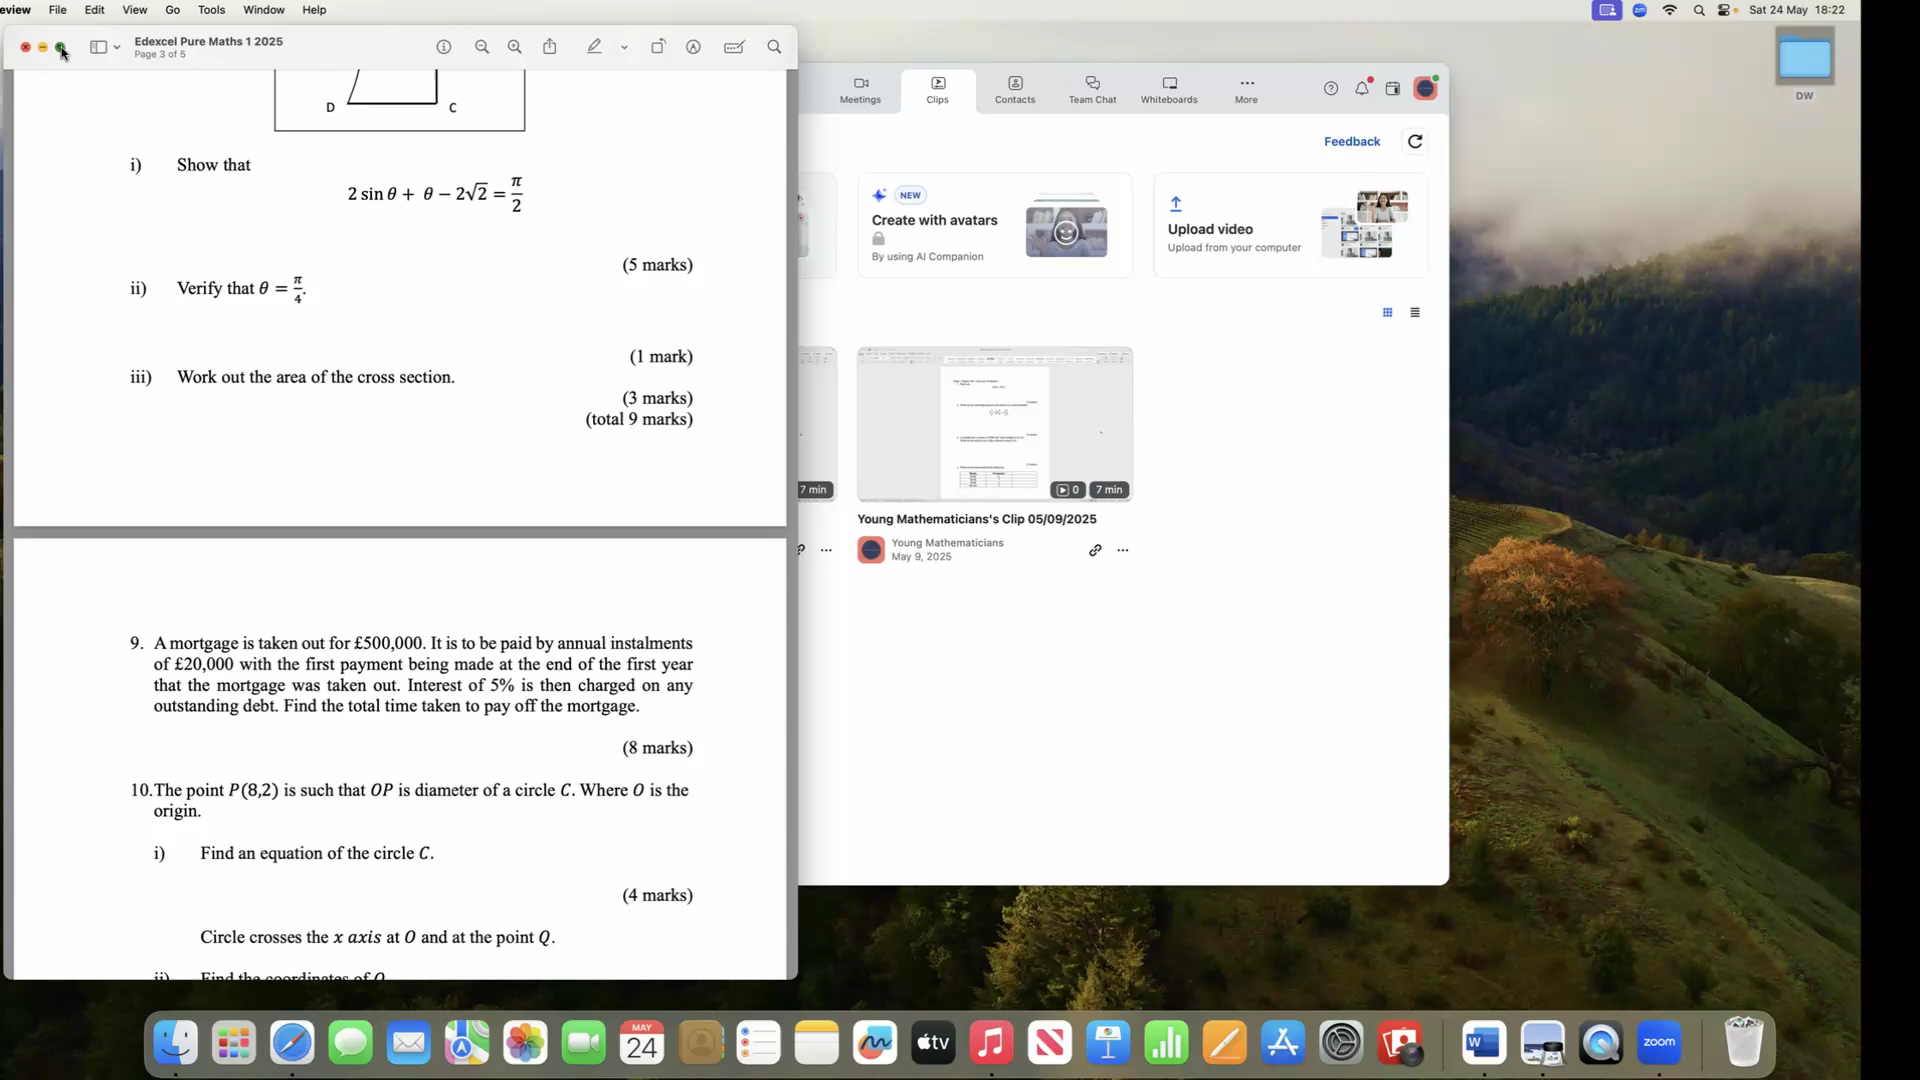 eview File Edit View Go Tools Window Help
zm
Sat 24 May 18:22
Edexcel Pure Maths 1 2025
Page 3 of 5
D C
i) Show that
2 sin θ + θ − 2√2 = π/2
(5 marks)
ii) Verify that θ = π/4.
(1 mark)
iii) Work out the area of the cross section.
(3 marks)
(total 9 marks)
9. A mortgage is taken out for £500,000. It is to be paid by annual instalments
of £20,000 with the first payment being made at the end of the first year
that the mortgage was taken out. Interest of 5% is then charged on any
outstanding debt. Find the total time taken to pay off the mortgage.
(8 marks)
10. The point P(8,2) is such that OP is diameter of a circle C. Where O is the
origin.
i) Find an equation of the circle C.
(4 marks)
Circle crosses the x axis at O and at the point Q.
ii) Find the coordinates of Q
Meetings Clips Contacts Team Chat Whiteboards More
Feedback
NEW
Create with avatars
By using AI Companion
Upload video
Upload from your computer
7 min
0 7 min
Young Mathematicians's Clip 05/09/2025
Young Mathematicians
May 9, 2025
DW
MAY
24
tv
W
zoom